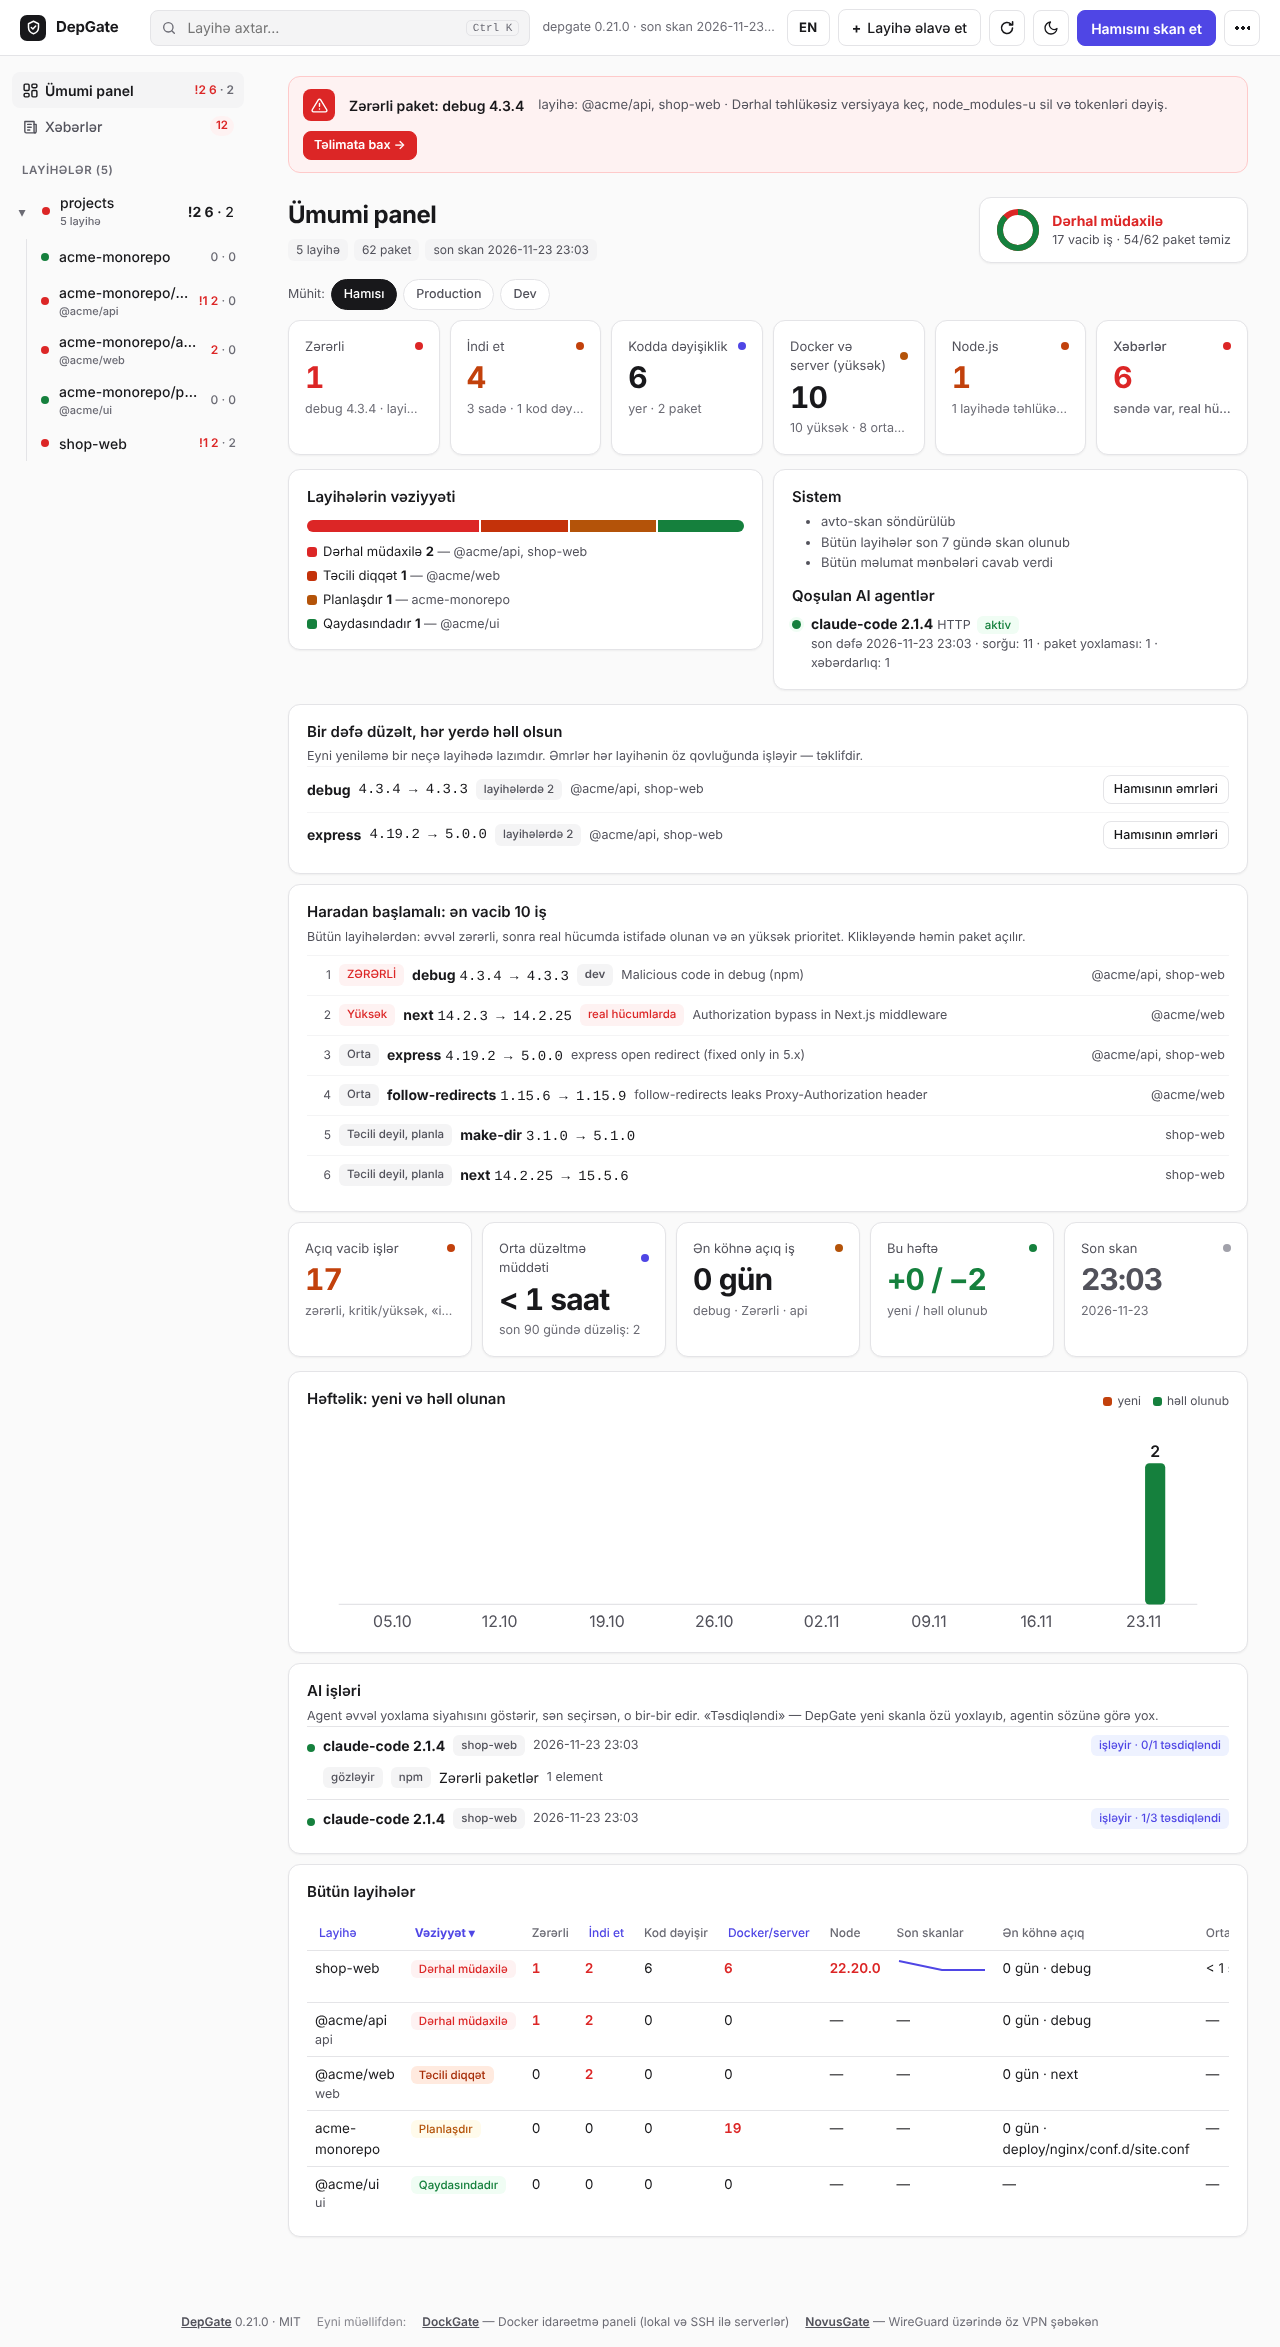 DepGate
Layihə axtar...
Ctrl K
depgate 0.21.0 · son skan 2026-11-23...
EN
+ Layihə əlavə et
Hamısını skan et
Ümumi panel
!2 6 · 2
Xəbərlər
12
LAYİHƏLƏR (5)
projects
5 layihə
!2 6 · 2
acme-monorepo
0 · 0
acme-monorepo/...
@acme/api
!1 2 · 0
acme-monorepo/a...
@acme/web
2 · 0
acme-monorepo/p...
@acme/ui
0 · 0
shop-web
!1 2 · 2
Zərərli paket: debug 4.3.4
layihə: @acme/api, shop-web · Dərhal təhlükəsiz versiyaya keç, node_modules-u sil və tokenləri dəyiş.
Təlimata bax →
Ümumi panel
5 layihə
62 paket
son skan 2026-11-23 23:03
Dərhal müdaxilə
17 vacib iş · 54/62 paket təmiz
Mühit:
Hamısı
Production
Dev
Zərərli
1
debug 4.3.4 · layi...
İndi et
4
3 sadə · 1 kod dəy...
Kodda dəyişiklik
6
yer · 2 paket
Docker və
server (yüksək)
10
10 yüksək · 8 orta...
Node.js
1
1 layihədə təhlükə...
Xəbərlər
6
səndə var, real hü...
Layihələrin vəziyyəti
Dərhal müdaxilə 2 — @acme/api, shop-web
Təcili diqqət 1 — @acme/web
Planlaşdır 1 — acme-monorepo
Qaydasındadır 1 — @acme/ui
Sistem
• avto-skan söndürülüb
• Bütün layihələr son 7 gündə skan olunub
• Bütün məlumat mənbələri cavab verdi
Qoşulan AI agentlər
claude-code 2.1.4 HTTP aktiv
son dəfə 2026-11-23 23:03 · sorğu: 11 · paket yoxlaması: 1 ·
xəbərdarlıq: 1
Bir dəfə düzəlt, hər yerdə həll olsun
Eyni yeniləmə bir neçə layihədə lazımdır. Əmrlər hər layihənin öz qovluğunda işləyir — təklifdir.
debug 4.3.4 → 4.3.3 layihələrdə 2 @acme/api, shop-web
Hamısının əmrləri
express 4.19.2 → 5.0.0 layihələrdə 2 @acme/api, shop-web
Hamısının əmrləri
Haradan başlamalı: ən vacib 10 iş
Bütün layihələrdən: əvvəl zərərli, sonra real hücumda istifadə olunan və ən yüksək prioritet. Klikləyəndə həmin paket açılır.
1 ZƏRƏRLİ debug 4.3.4 → 4.3.3 dev Malicious code in debug (npm) @acme/api, shop-web
2 Yüksək next 14.2.3 → 14.2.25 real hücumlarda Authorization bypass in Next.js middleware @acme/web
3 Orta express 4.19.2 → 5.0.0 express open redirect (fixed only in 5.x) @acme/api, shop-web
4 Orta follow-redirects 1.15.6 → 1.15.9 follow-redirects leaks Proxy-Authorization header @acme/web
5 Təcili deyil, planla make-dir 3.1.0 → 5.1.0 shop-web
6 Təcili deyil, planla next 14.2.25 → 15.5.6 shop-web
Açıq vacib işlər
17
zərərli, kritik/yüksək, «i...
Orta düzəltmə
müddəti
< 1 saat
son 90 gündə düzəliş: 2
Ən köhnə açıq iş
0 gün
debug · Zərərli · api
Bu həftə
+0 / −2
yeni / həll olunub
Son skan
23:03
2026-11-23
Həftəlik: yeni və həll olunan
yeni
həll olunub
2
05.10 12.10 19.10 26.10 02.11 09.11 16.11 23.11
AI işləri
Agent əvvəl yoxlama siyahısını göstərir, sən seçirsən, o bir-bir edir. «Təsdiqləndi» — DepGate yeni skanla özü yoxlayıb, agentin sözünə görə yox.
claude-code 2.1.4 shop-web 2026-11-23 23:03 işləyir · 0/1 təsdiqləndi
gözləyir npm Zərərli paketlər 1 element
claude-code 2.1.4 shop-web 2026-11-23 23:03 işləyir · 1/3 təsdiqləndi
Bütün layihələr
Layihə Vəziyyət ▾ Zərərli İndi et Kod dəyişir Docker/server Node Son skanlar Ən köhnə açıq Orta
shop-web Dərhal müdaxilə 1 2 6 6 22.20.0 0 gün · debug < 1
@acme/api Dərhal müdaxilə 1 2 0 0 — — 0 gün · debug —
api
@acme/web Təcili diqqət 0 2 0 0 — — 0 gün · next —
web
acme- Planlaşdır 0 0 0 19 — — 0 gün · —
monorepo deploy/nginx/conf.d/site.conf
@acme/ui Qaydasındadır 0 0 0 0 — — — —
ui
DepGate 0.21.0 · MIT Eyni müəllifdən: DockGate — Docker idarəetmə paneli (lokal və SSH ilə serverlər) NovusGate — WireGuard üzərində öz VPN şəbəkən